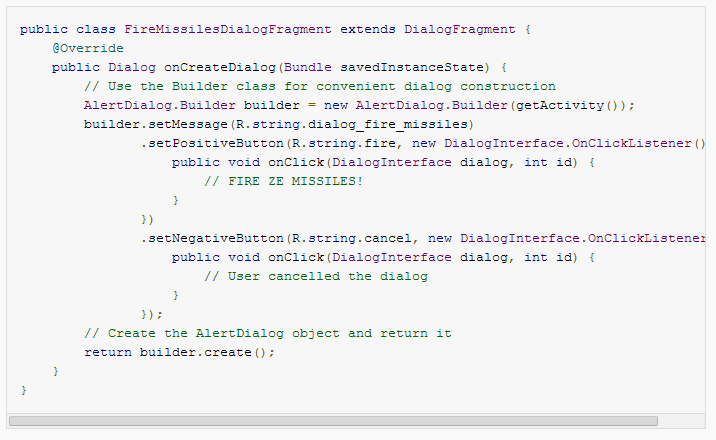 public class FireMissilesDialogFragment extends DialogFragment {
    @Override
    public Dialog onCreateDialog(Bundle savedInstanceState) {
        // Use the Builder class for convenient dialog construction
        AlertDialog.Builder builder = new AlertDialog.Builder(getActivity());
        builder.setMessage(R.string.dialog_fire_missiles)
               .setPositiveButton(R.string.fire, new DialogInterface.OnClickListener()
                   public void onClick(DialogInterface dialog, int id) {
                       // FIRE ZE MISSILES!
                   }
               })
               .setNegativeButton(R.string.cancel, new DialogInterface.OnClickListener
                   public void onClick(DialogInterface dialog, int id) {
                       // User cancelled the dialog
                   }
               });
        // Create the AlertDialog object and return it
        return builder.create();
    }
}